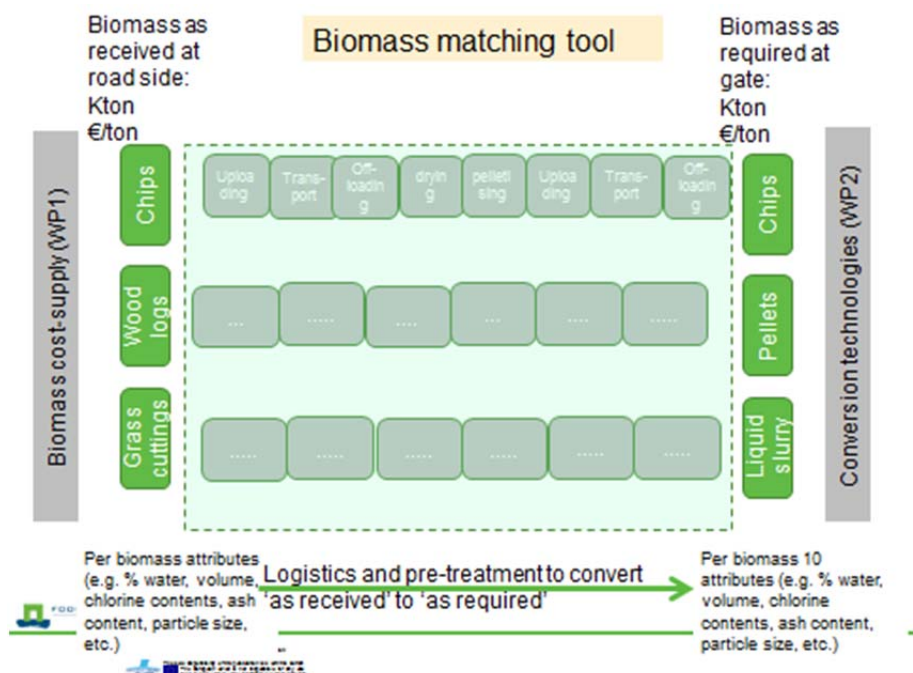 Biomass as
received at
road side:
Kton
€/ton
Biomass matching tool
Biomass as
required at
gate:
Kton
€/ton
Biomass cost-supply (WP1)
Chips
Uploa
ding
Trans-
port
Off-
loadin
g
dryin
g
pelleti
sing
Uploa
ding
Trans-
port
Off-
loadin
g
Chips
Conversion technologies (WP2)
Wood
logs
...
.....
....
...
....
.....
Pellets
Grass
cuttings
.....
.....
.....
.....
.....
.....
Liquid
slurry
Per biomass attributes
(e.g. % water, volume,
chlorine contents, ash
content, particle size,
etc.)
Logistics and pre-treatment to convert
'as received' to 'as required'
Per biomass 10
attributes (e.g. % water,
volume, chlorine
contents, ash content,
particle size, etc.)